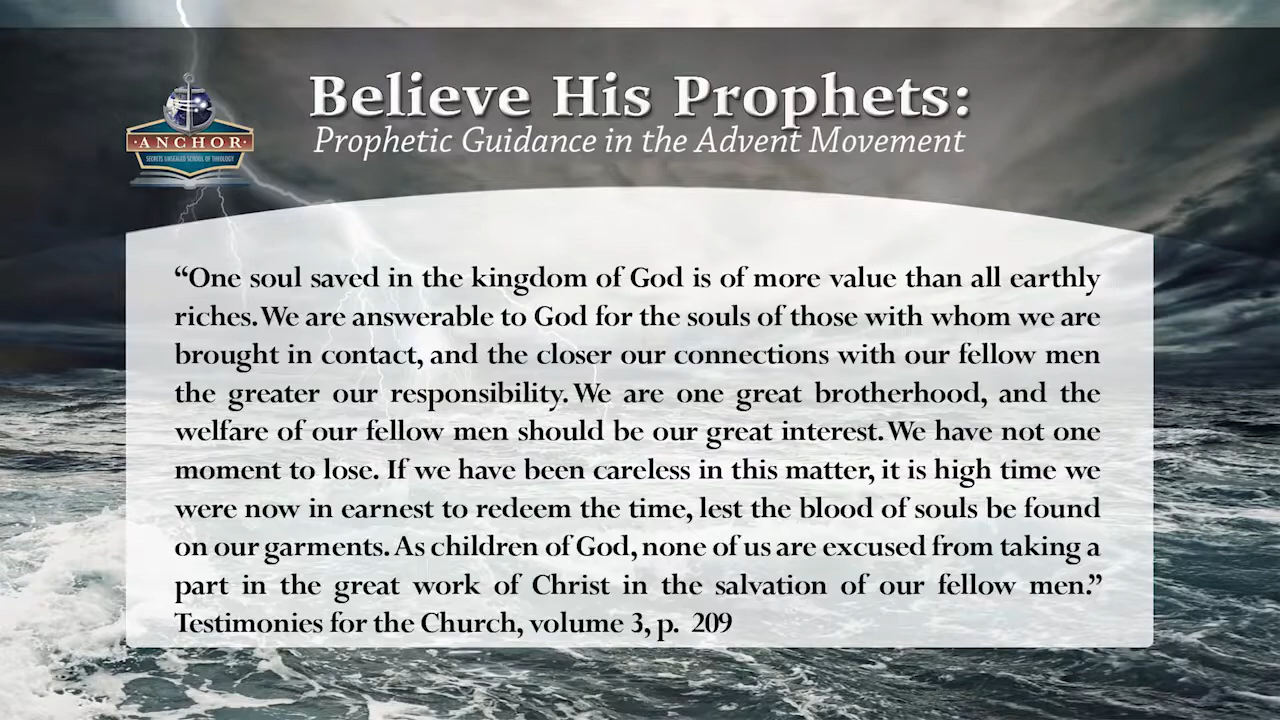 Believe His Prophets:
Prophetic Guidance in the Advent Movement
·ANCHOR·
SECRETS UNSEALED SCHOOL OF THEOLOGY
“One soul saved in the kingdom of God is of more value than all earthly
riches. We are answerable to God for the souls of those with whom we are
brought in contact, and the closer our connections with our fellow men
the greater our responsibility. We are one great brotherhood, and the
welfare of our fellow men should be our great interest. We have not one
moment to lose. If we have been careless in this matter, it is high time we
were now in earnest to redeem the time, lest the blood of souls be found
on our garments. As children of God, none of us are excused from taking a
part in the great work of Christ in the salvation of our fellow men.”
Testimonies for the Church, volume 3, p. 209